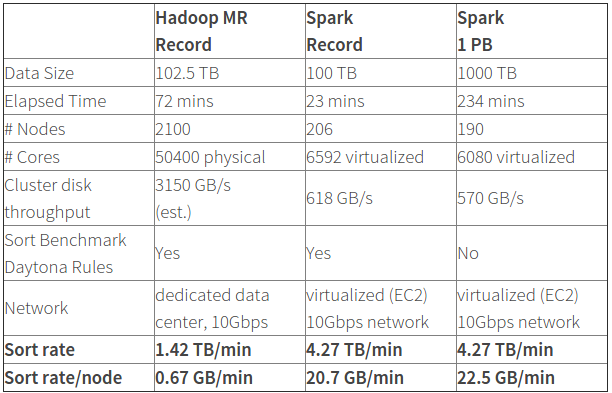 Hadoop MR Record Spark Record Spark 1 PB
Data Size 102.5 TB 100 TB 1000 TB
Elapsed Time 72 mins 23 mins 234 mins
# Nodes 2100 206 190
# Cores 50400 physical 6592 virtualized 6080 virtualized
Cluster disk throughput 3150 GB/s (est.) 618 GB/s 570 GB/s
Sort Benchmark Daytona Rules Yes Yes No
Network dedicated data center, 10Gbps virtualized (EC2) 10Gbps network virtualized (EC2) 10Gbps network
Sort rate 1.42 TB/min 4.27 TB/min 4.27 TB/min
Sort rate/node 0.67 GB/min 20.7 GB/min 22.5 GB/min